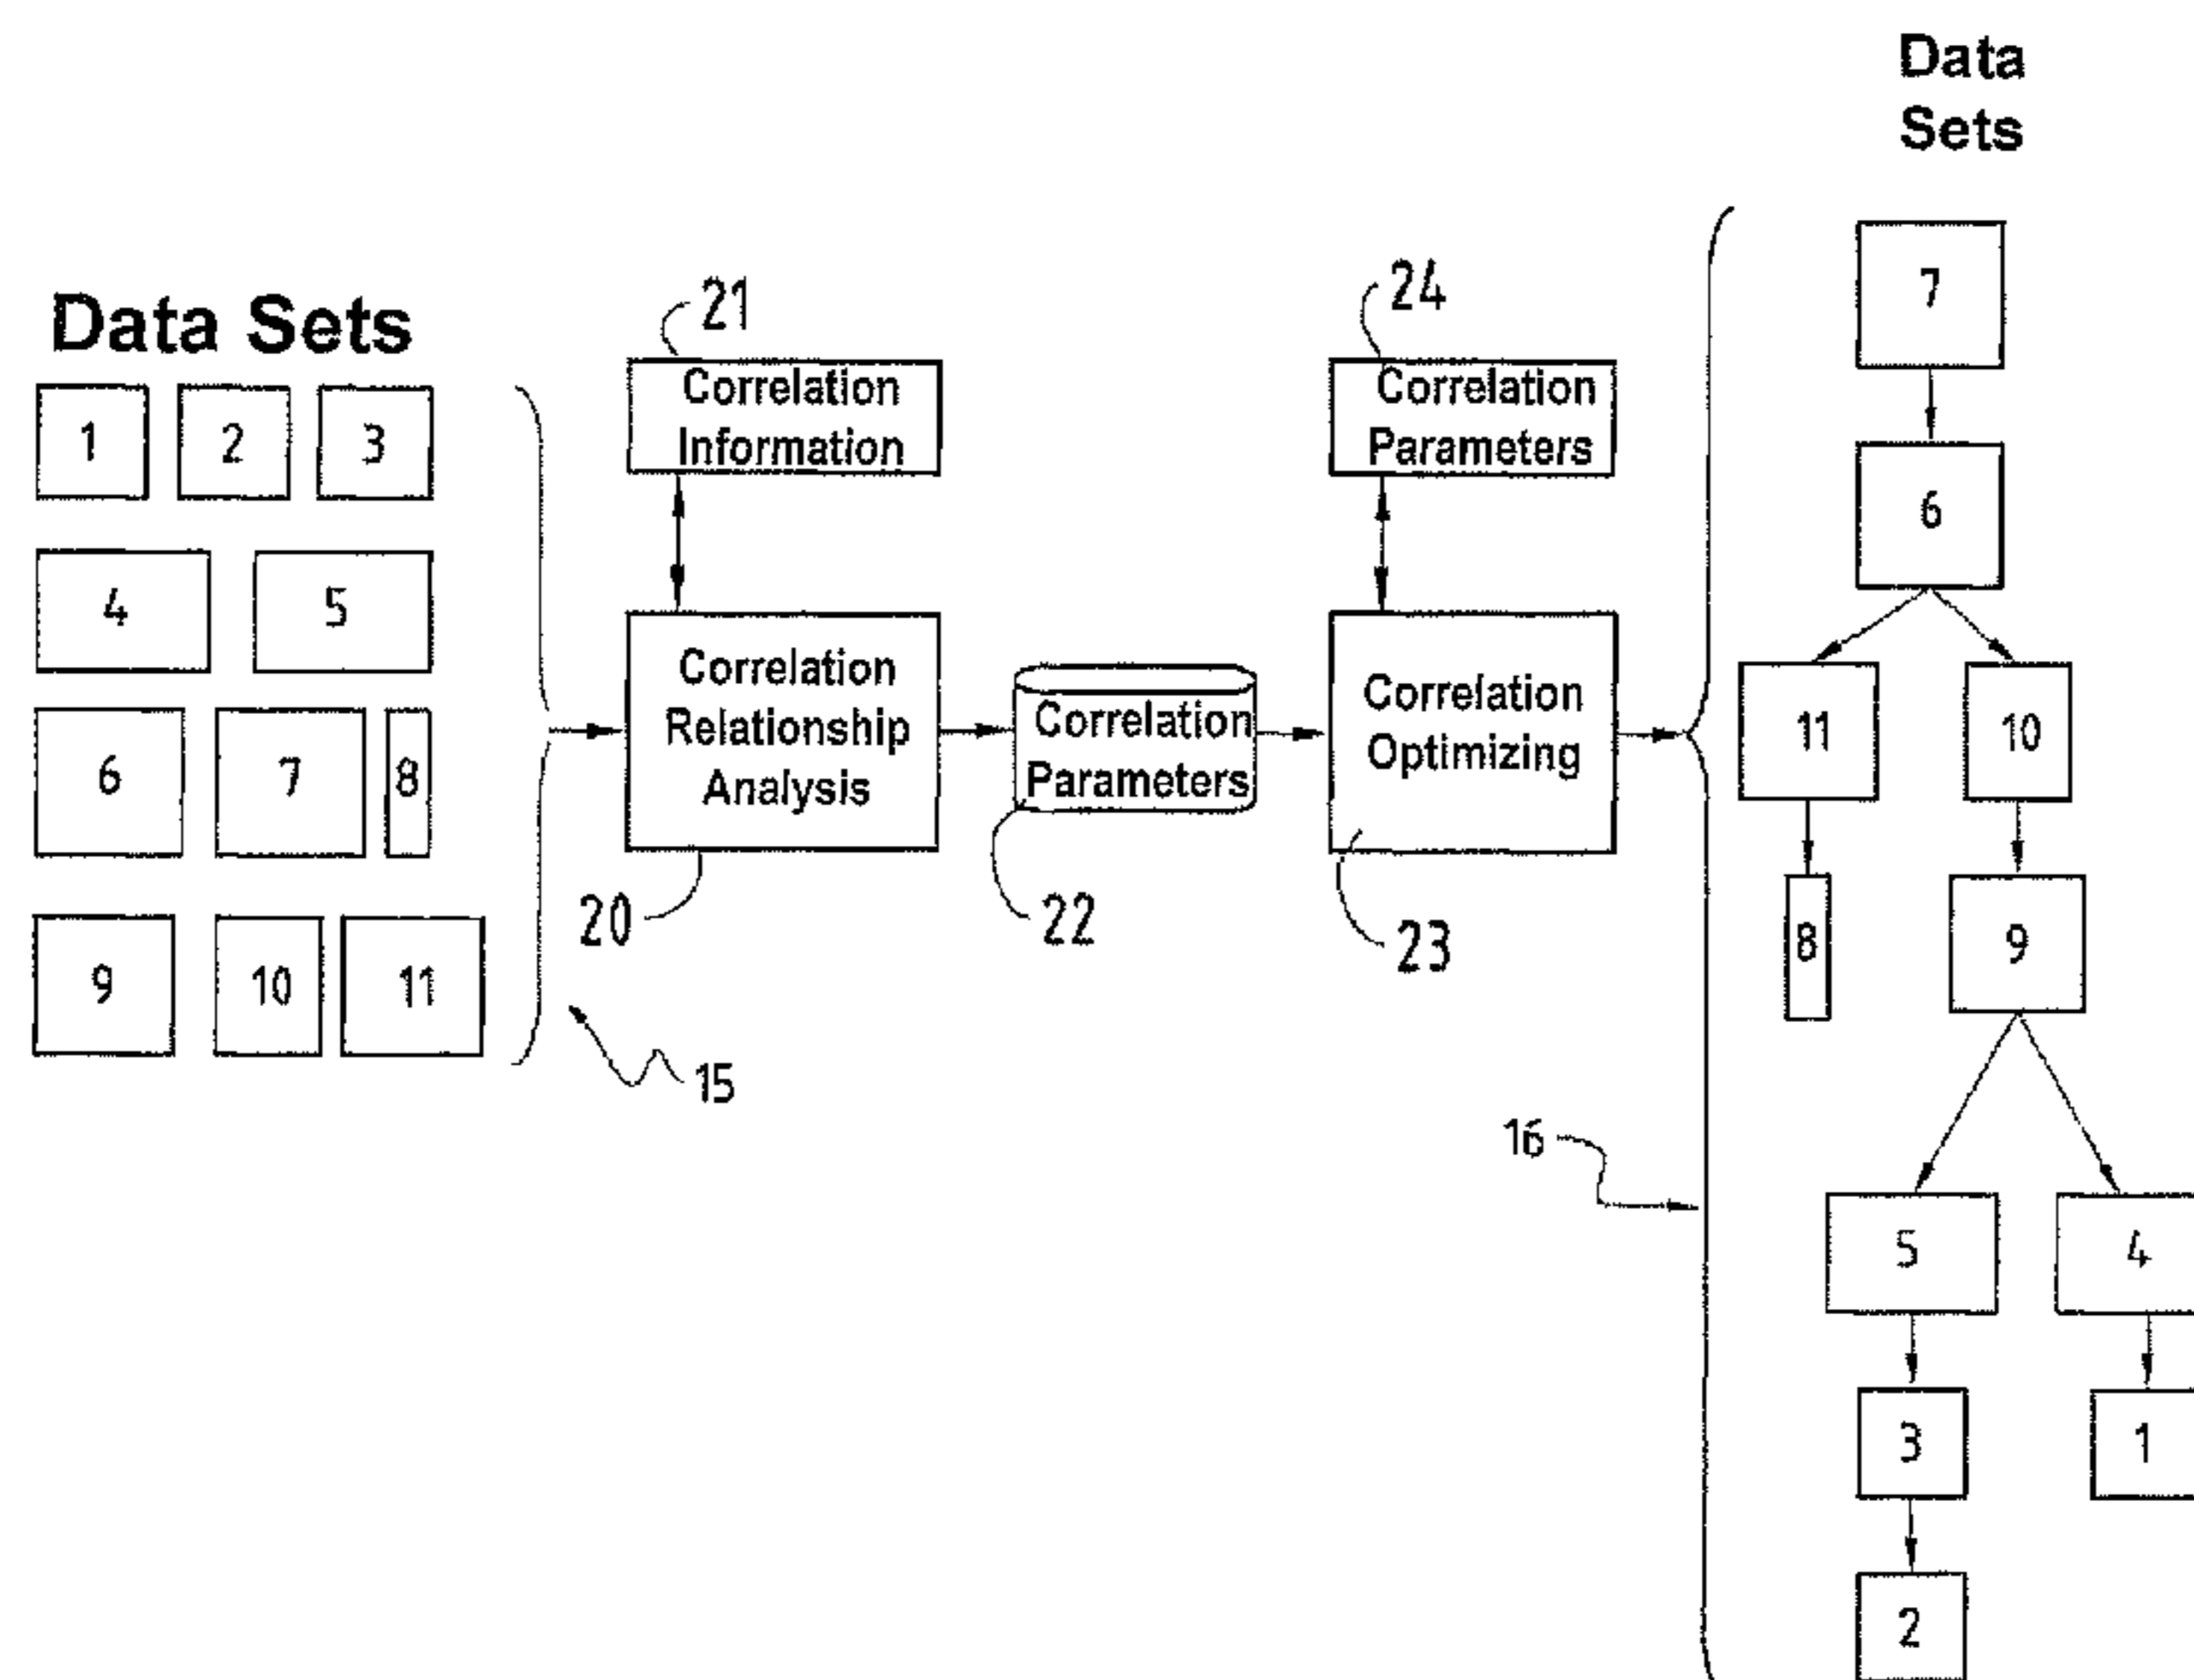 Data Sets
1 2 3
4 5
6 7 8
9 10 11
15
21
Correlation
Information
Correlation
Relationship
Analysis
20
Correlation
Parameters
22
24
Correlation
Parameters
Correlation
Optimizing
23
16
Data
Sets
7
6
11 10
8 9
5 4
3 1
2